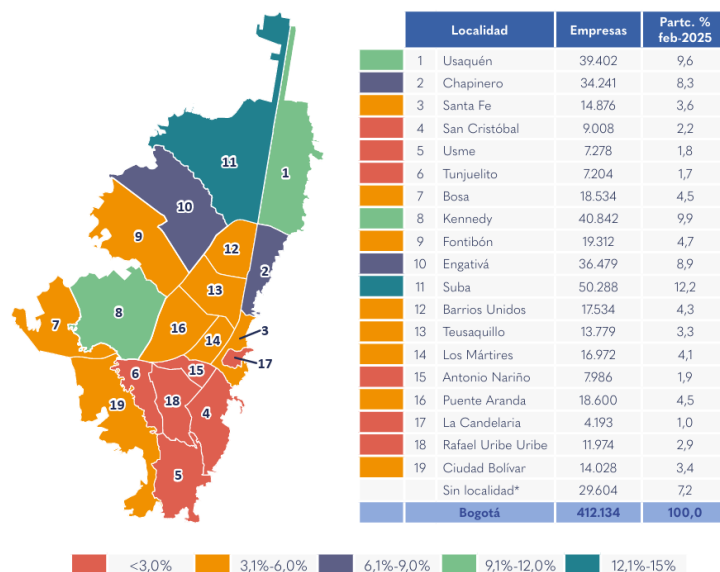 Localidad Empresas Partc. % feb-2025
1 Usaquén 39.402 9,6
2 Chapinero 34.241 8,3
3 Santa Fe 14.876 3,6
4 San Cristóbal 9.008 2,2
5 Usme 7.278 1,8
6 Tunjuelito 7.204 1,7
7 Bosa 18.534 4,5
8 Kennedy 40.842 9,9
9 Fontibón 19.312 4,7
10 Engativá 36.479 8,9
11 Suba 50.288 12,2
12 Barrios Unidos 17.534 4,3
13 Teusaquillo 13.779 3,3
14 Los Mártires 16.972 4,1
15 Antonio Nariño 7.986 1,9
16 Puente Aranda 18.600 4,5
17 La Candelaria 4.193 1,0
18 Rafael Uribe Uribe 11.974 2,9
19 Ciudad Bolívar 14.028 3,4
Sin localidad* 29.604 7,2
Bogotá 412.134 100,0
11
1
10
9
12
2
13
8
7
16
14
3
17
6
15
19
18
4
5
<3,0% 3,1%-6,0% 6,1%-9,0% 9,1%-12,0% 12,1%-15%